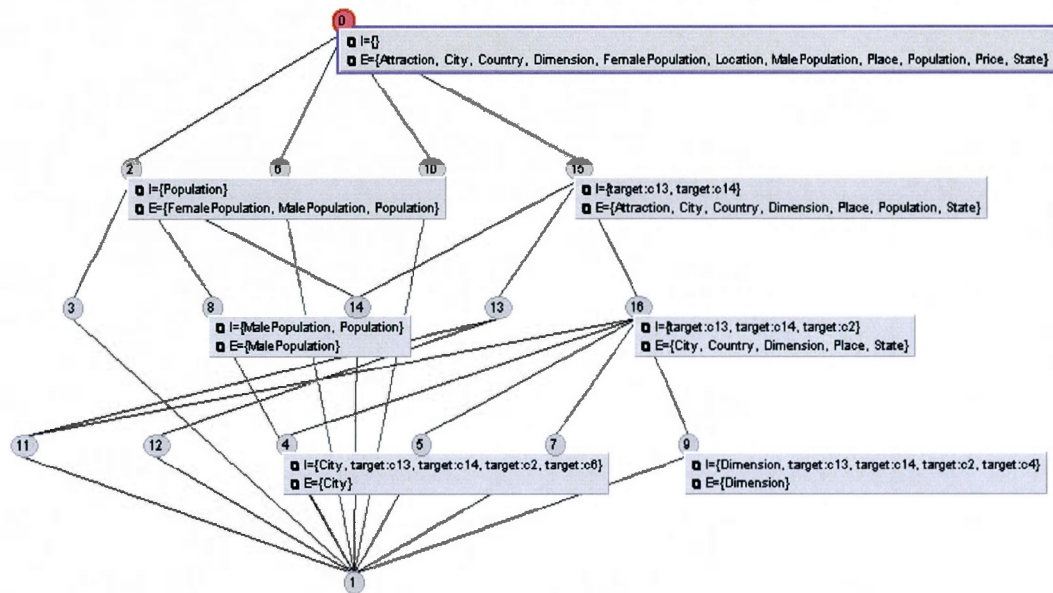 0
I={}
E={Attraction, City, Country, Dimension, FemalePopulation, Location, MalePopulation, Place, Population, Price, State}
2
6
10
15
I={Population}
E={FemalePopulation, MalePopulation, Population}
I={target:c13, target:c14}
E={Attraction, City, Country, Dimension, Place, Population, State}
3
8
14
13
16
I={MalePopulation, Population}
E={MalePopulation}
I={target:c13, target:c14, target:c2}
E={City, Country, Dimension, Place, State}
11
12
4
5
7
9
I={City, target:c13, target:c14, target:c2, target:c6}
E={City}
I={Dimension, target:c13, target:c14, target:c2, target:c4}
E={Dimension}
1